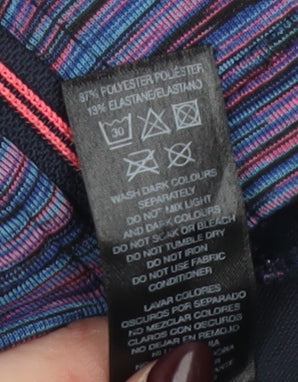 87% POLYESTER POLIESTER
13% ELASTANE/ELASTANO
30
WASH DARK COLOURS
SEPARATELY
DO NOT MIX LIGHT
AND DARK COLOURS
DO NOT SOAK OR BLEACH
DO NOT TUMBLE DRY
DO NOT IRON
DO NOT USE FABRIC
CONDITIONER
LAVAR COLORES
OSCUROS POR SEPARADO
NO MEZCLAR COLORES
CLAROS CON OSCUROS
NO DEJAR EN REMOJO